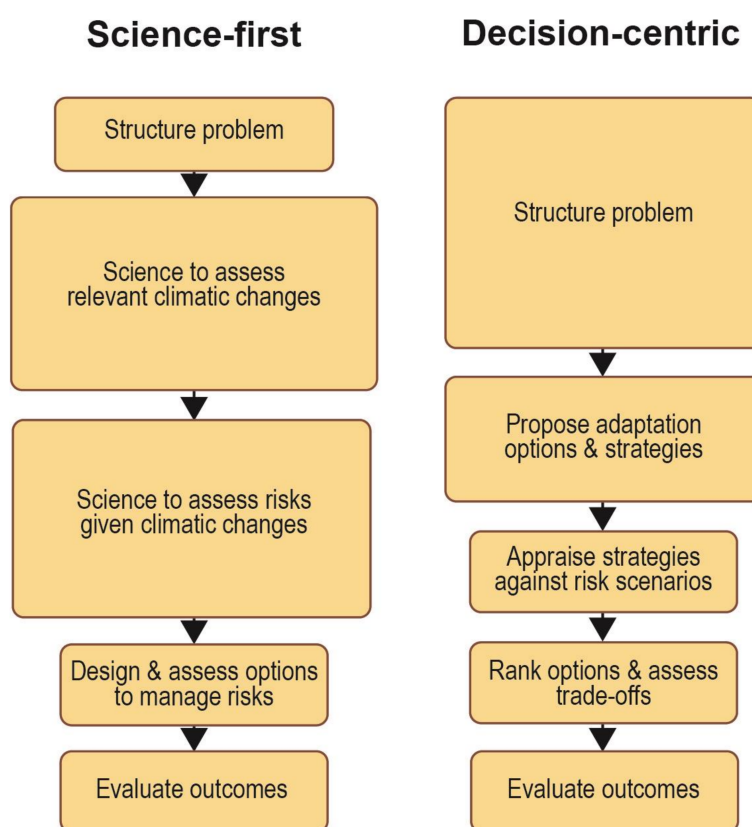 Science-first
Structure problem
Science to assess
relevant climatic changes
Science to assess risks
given climatic changes
Design & assess options
to manage risks
Evaluate outcomes
Decision-centric
Structure problem
Propose adaptation
options & strategies
Appraise strategies
against risk scenarios
Rank options & assess
trade-offs
Evaluate outcomes